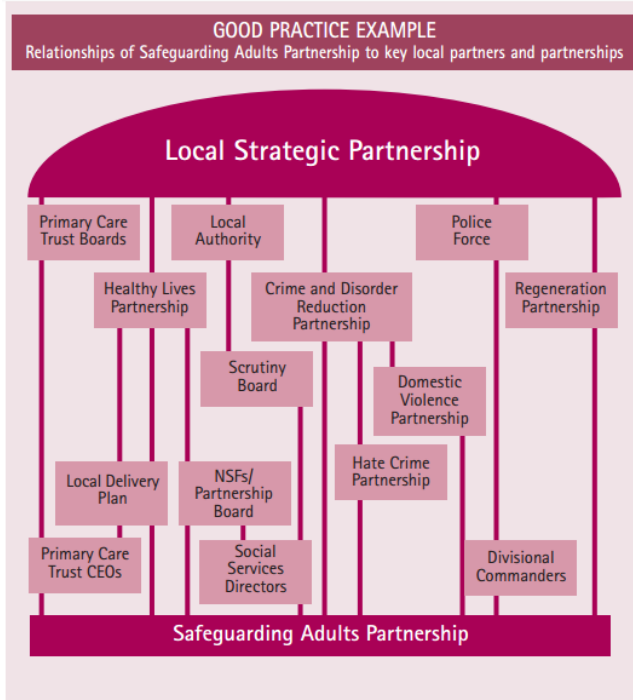 GOOD PRACTICE EXAMPLE
Relationships of Safeguarding Adults Partnership to key local partners and partnerships
Local Strategic Partnership
Primary Care
Trust Boards
Local
Authority
Police
Force
Healthy Lives
Partnership
Crime and Disorder
Reduction
Partnership
Regeneration
Partnership
Scrutiny
Board
Domestic
Violence
Partnership
Hate Crime
Partnership
Local Delivery
Plan
NSFs/
Partnership
Board
Primary Care
Trust CEOs
Social
Services
Directors
Divisional
Commanders
Safeguarding Adults Partnership